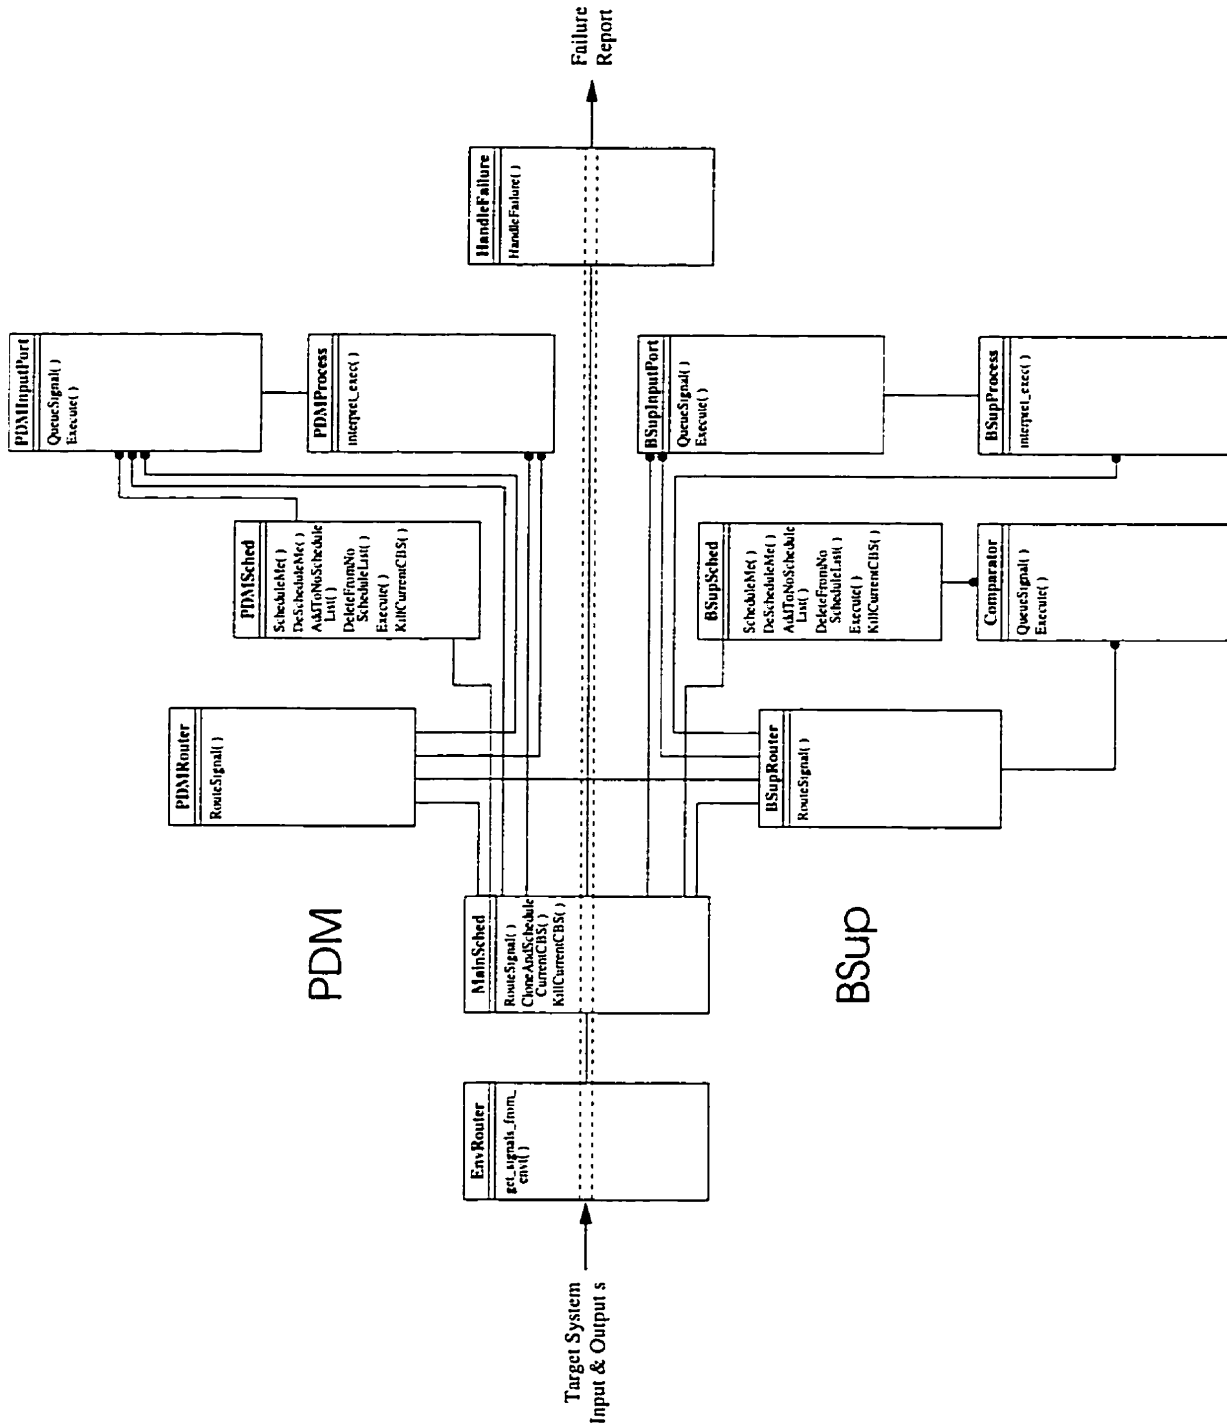 Failure
Report
HandleFailure
HandleFailure( )
PDMInputPort
QueueSignal( )
Execute( )
PDMProcess
interpret_exec( )
BSupInputPort
QueueSignal( )
Execute( )
BSupProcess
interpret_exec( )
PDMSched
ScheduleMe( )
DeScheduleMe( )
AddToNoSchedule
List( )
DeleteFromNo
ScheduleList( )
Execute( )
KillCurrentCBS( )
BSupSched
ScheduleMe( )
DeScheduleMe( )
AddToNoSchedule
List( )
DeleteFromNo
ScheduleList( )
Execute( )
KillCurrentCBS( )
Comparator
QueueSignal( )
Execute( )
PDMRouter
RouteSignal( )
BSupRouter
RouteSignal( )
PDM
MainSched
RouteSignal( )
CloneAndSchedule
CurrentCBS( )
KillCurrentCBS( )
BSup
EnvRouter
get_signals_from_
env( )
Target System
Input & Output s